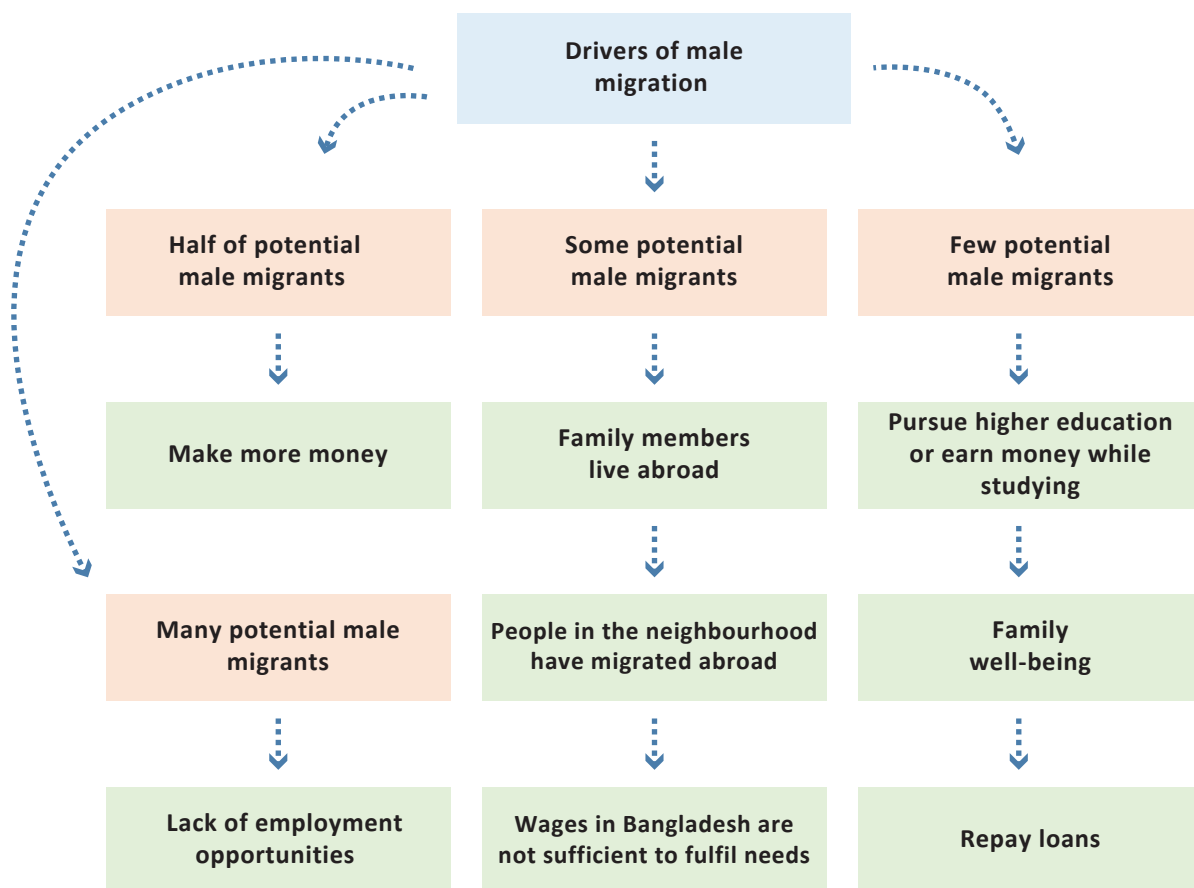 Drivers of male
migration
Half of potential
male migrants
Some potential
male migrants
Few potential
male migrants
Make more money
Family members
live abroad
Pursue higher education
or earn money while
studying
Many potential male
migrants
People in the neighbourhood
have migrated abroad
Family
well-being
Lack of employment
opportunities
Wages in Bangladesh are
not sufficient to fulfil needs
Repay loans